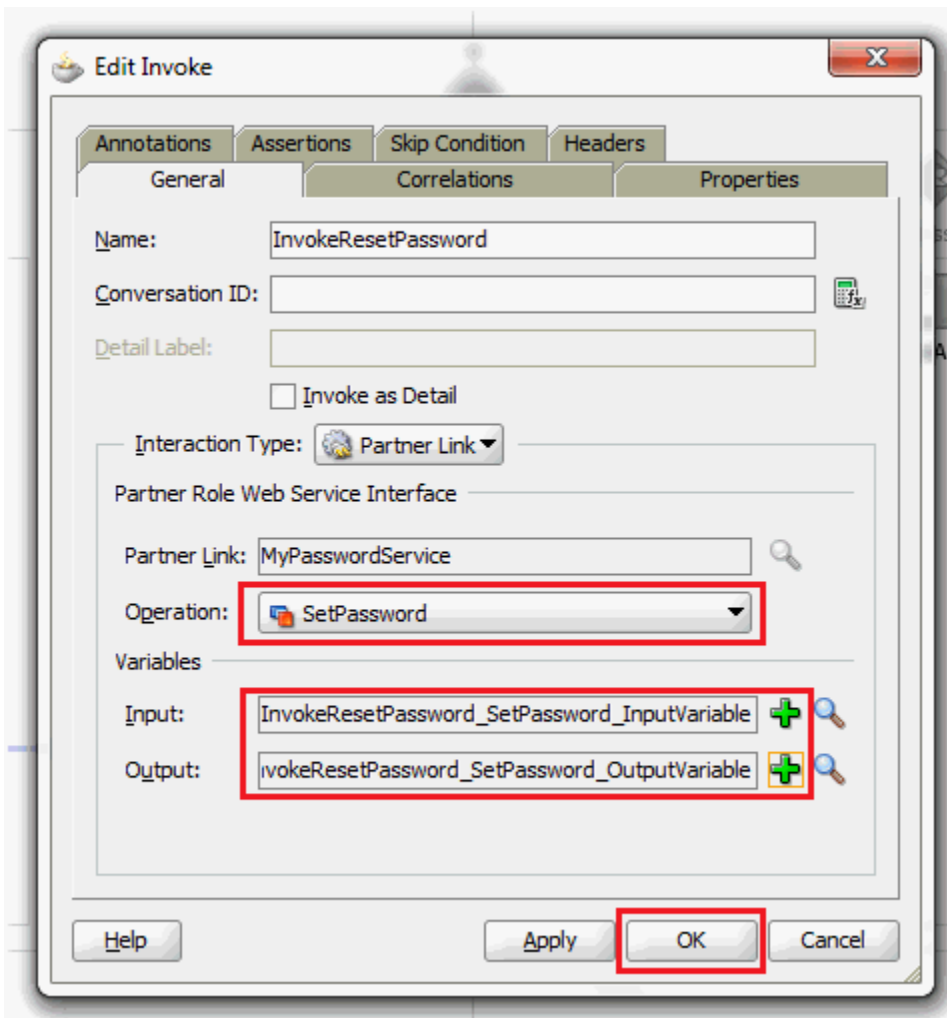 Edit Invoke
Annotations Assertions Skip Condition Headers
General Correlations Properties
Name: InvokeResetPassword
Conversation ID:
Detail Label:
Invoke as Detail
Interaction Type: Partner Link
Partner Role Web Service Interface
Partner Link: MyPasswordService
Operation: SetPassword
Variables
Input: InvokeResetPassword_SetPassword_InputVariable
Output: vokeResetPassword_SetPassword_OutputVariable
Help Apply OK Cancel